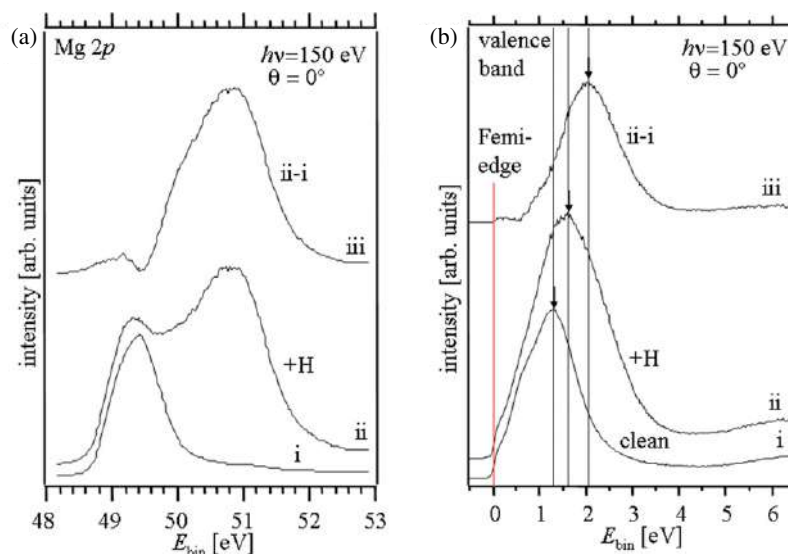 (a)
Mg 2p
hν=150 eV
θ = 0°
ii-i
iii
+H
ii
i
intensity [arb. units]
48 49 50 51 52 53
E_bin [eV]
(b)
valence
band
hν=150 eV
θ = 0°
Femi-
edge
ii-i
iii
+H
ii
clean
i
intensity [arb. units]
0 1 2 3 4 5 6
E_bin [eV]